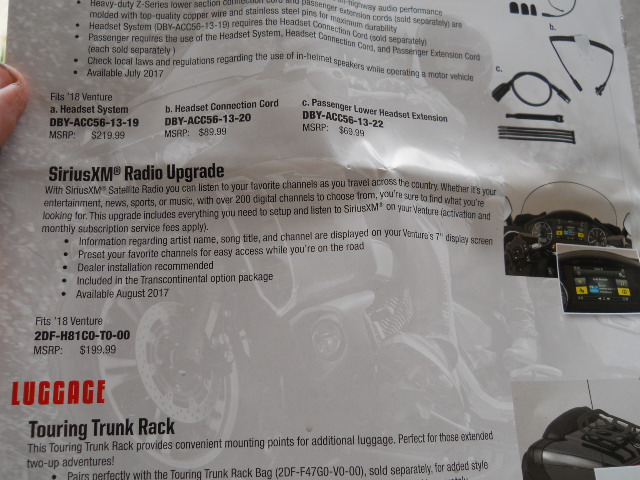 Heavy-duty Z-Series lower section connection cord and passenger extension cords (sold separately) are
molded with top-quality copper wire and stainless steel pins for maximum durability
• Headset System (DBY-ACC56-13-19) requires the Headset Connection Cord (sold separately)
• Passenger requires the use of the Headset System, Headset Connection Cord, and Passenger Extension Cord
(each sold separately )
• Check local laws and regulations regarding the use of in-helmet speakers while operating a motor vehicle
• Available July 2017
b.
c.
Fits '18 Venture
a. Headset System b. Headset Connection Cord c. Passenger Lower Headset Extension
DBY-ACC56-13-19 DBY-ACC56-13-20 DBY-ACC56-13-22
MSRP: $219.99 MSRP: $89.99 MSRP: $69.99
SiriusXM® Radio Upgrade
With SiriusXM® Satellite Radio you can listen to your favorite channels as you travel across the country. Whether it's your
entertainment, news, sports, or music, with over 200 digital channels to choose from, you're sure to find what you're
looking for. This upgrade includes everything you need to setup and listen to SiriusXM® on your Venture (activation and
monthly subscription service fees apply).
• Information regarding artist name, song title, and channel are displayed on your Venture's 7" display screen
• Preset your favorite channels for easy access while you're on the road
• Dealer installation recommended
• Included in the Transcontinental option package
• Available August 2017
Fits '18 Venture
2DF-H81C0-T0-00
MSRP: $199.99
LUGGAGE
Touring Trunk Rack
This Touring Trunk Rack provides convenient mounting points for additional luggage. Perfect for those extended
two-up adventures!
• Pairs perfectly with the Touring Trunk Rack Bag (2DF-F47G0-V0-00), sold separately, for added style